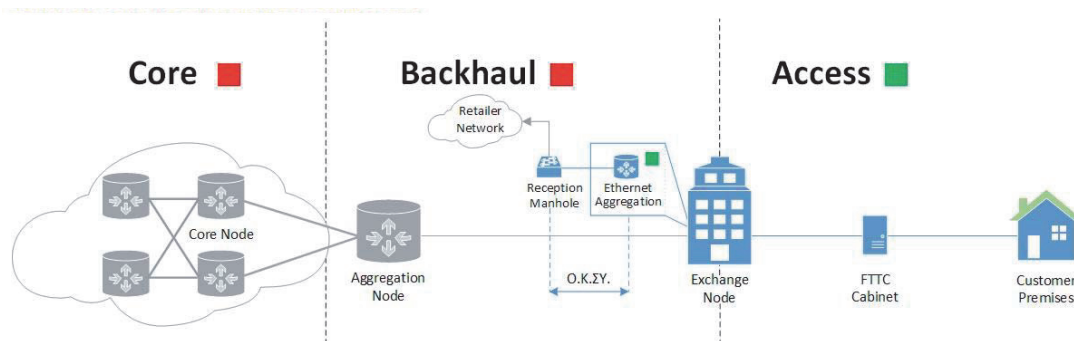 Core
Backhaul
Access
Retailer
Network
Reception
Manhole
Ethernet
Aggregation
Core Node
Aggregation
Node
Ο.Κ.ΣΥ.
Exchange
Node
FTTC
Cabinet
Customer
Premises